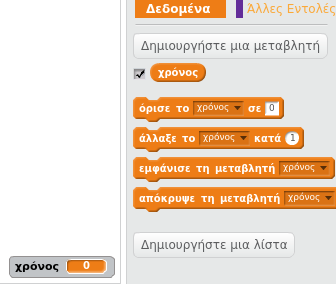 Δεδομένα
Άλλες Εντολές
Δημιουργήστε μια μεταβλητή
χρόνος
όρισε το χρόνος σε 0
άλλαξε το χρόνος κατά 1
εμφάνισε τη μεταβλητή χρόνος
απόκρυψε τη μεταβλητή χρόνος
Δημιουργήστε μια λίστα
χρόνος 0